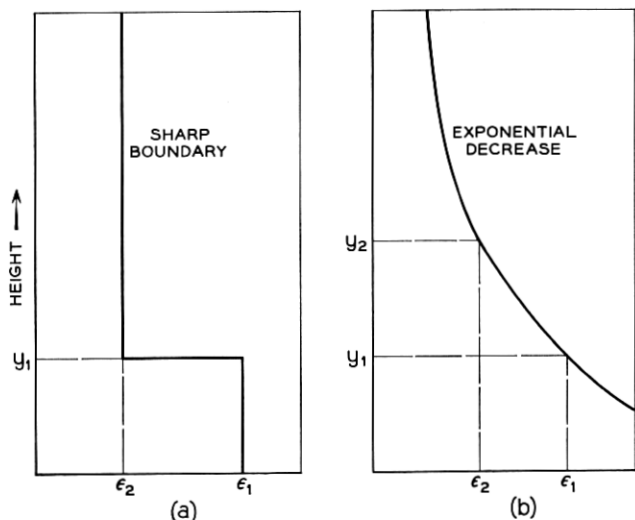 SHARP
BOUNDARY
HEIGHT →
y₁
ϵ₂
ϵ₁
(a)
EXPONENTIAL
DECREASE
y₂
y₁
ϵ₂
ϵ₁
(b)